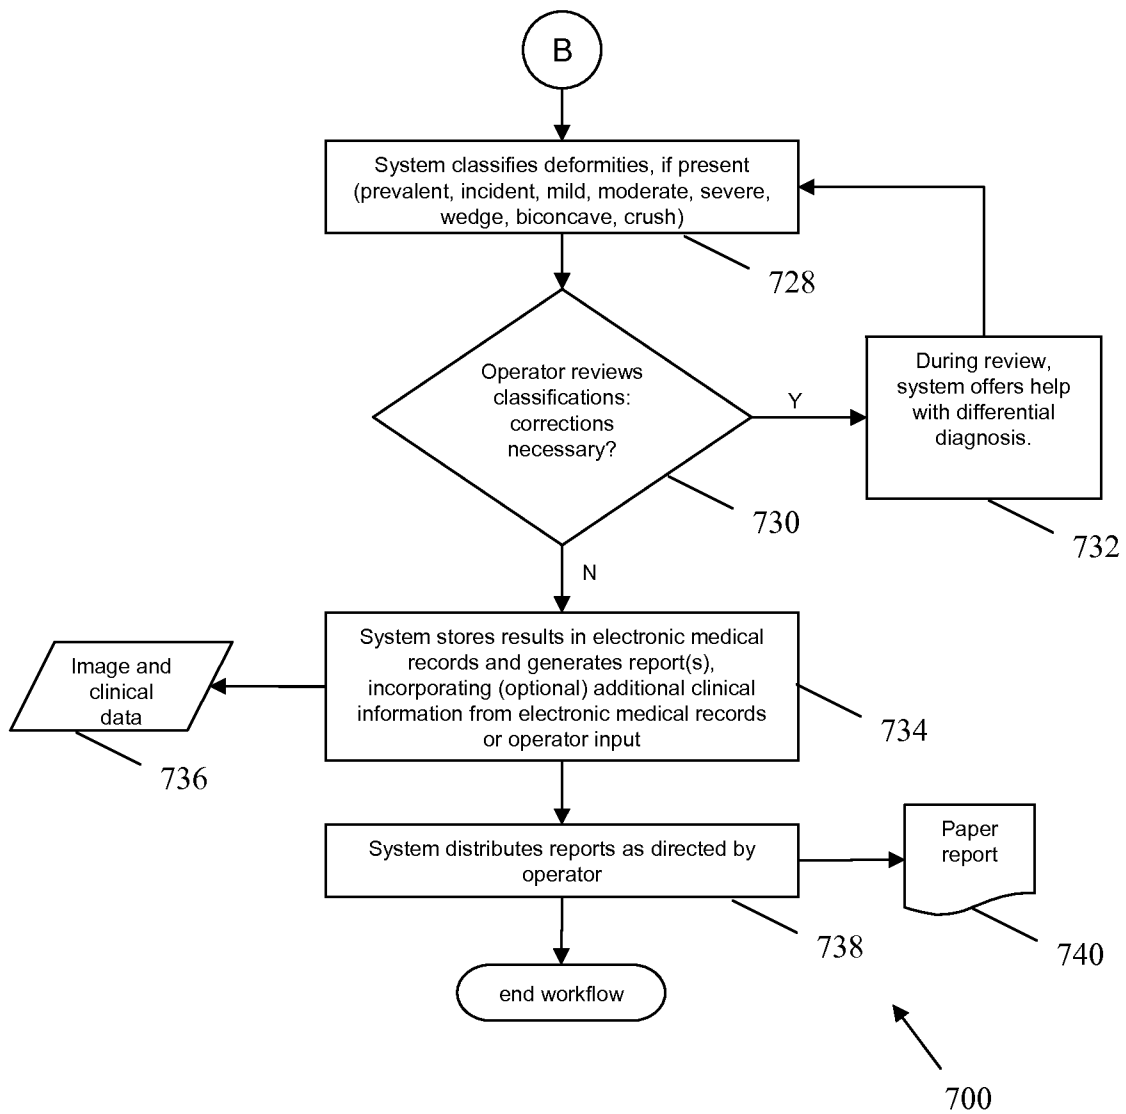 B
System classifies deformities, if present
(prevalent, incident, mild, moderate, severe,
wedge, biconcave, crush)
728
Operator reviews
classifications:
corrections
necessary?
Y
730
During review,
system offers help
with differential
diagnosis.
732
N
System stores results in electronic medical
records and generates report(s),
incorporating (optional) additional clinical
information from electronic medical records
or operator input
734
Image and
clinical
data
736
System distributes reports as directed by
operator
738
Paper
report
740
end workflow
700